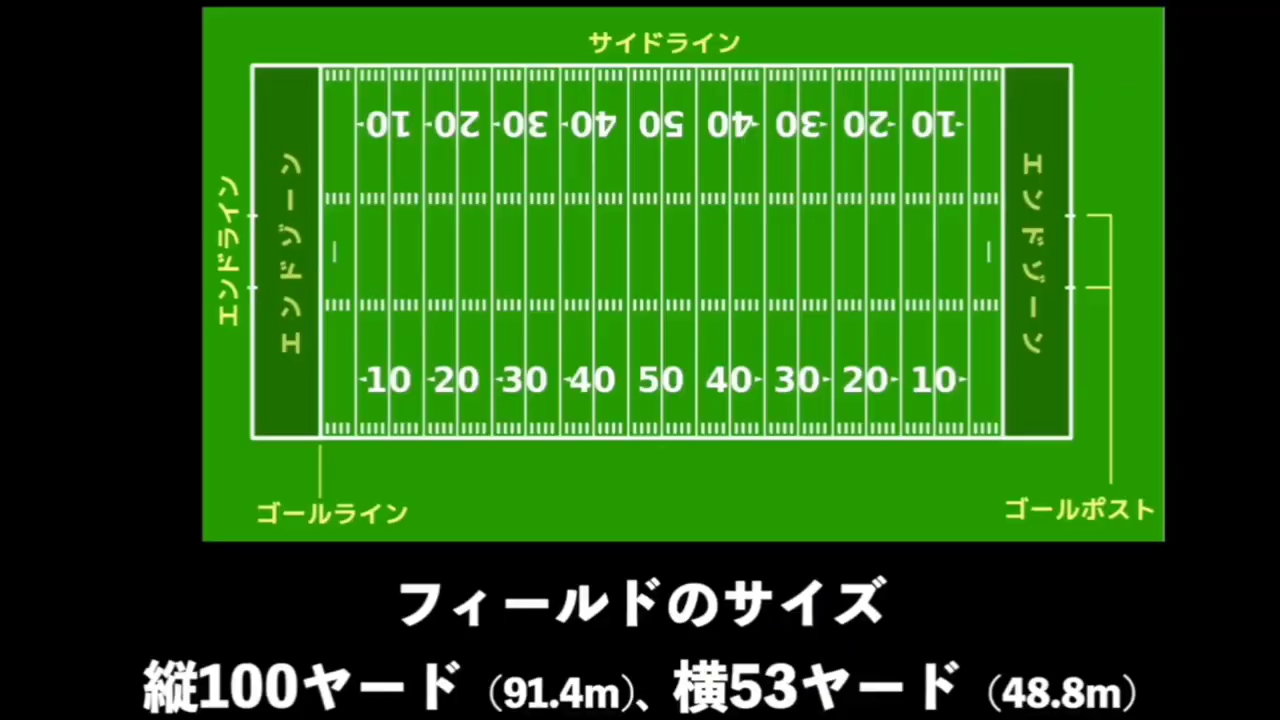 サイドライン
10 20 30 40 50 40 30 20 10
エンドライン
エンドゾーン
エンドゾーン
10 20 30 40 50 40 30 20 10
ゴールライン
ゴールポスト
フィールドのサイズ
縦100ヤード（91.4m）、横53ヤード（48.8m）